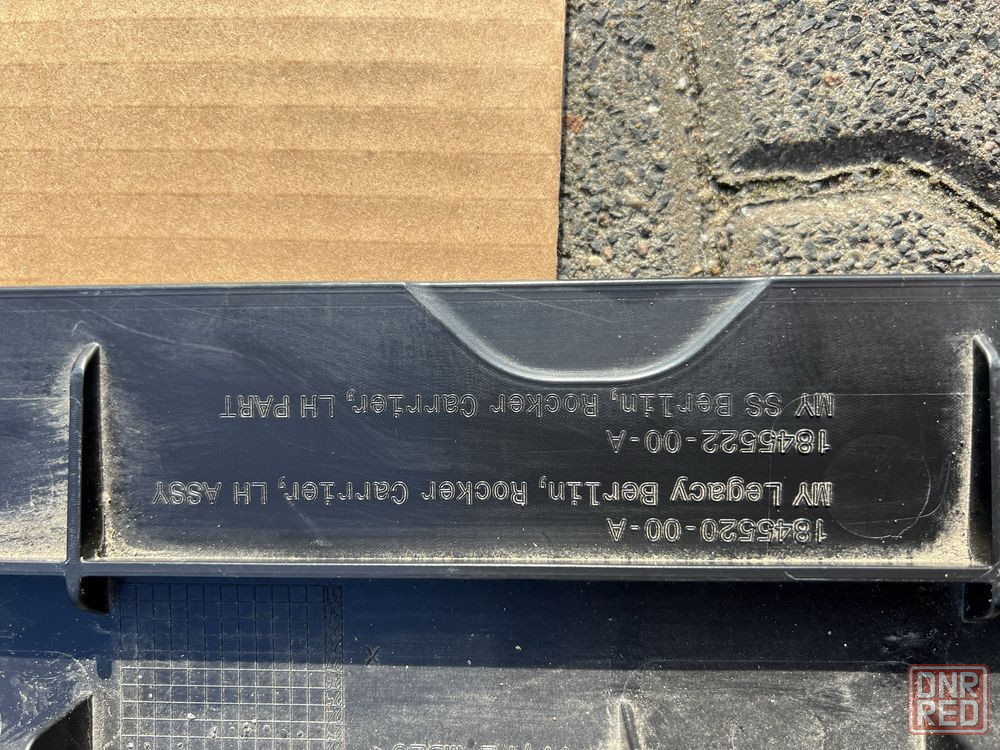 1845520-00-A
MY Legacy Berlin, Rocker Carrier, LH ASSY
1845522-00-A
MY SS Berlin, Rocker Carrier, LH PART
X
DNR
RED